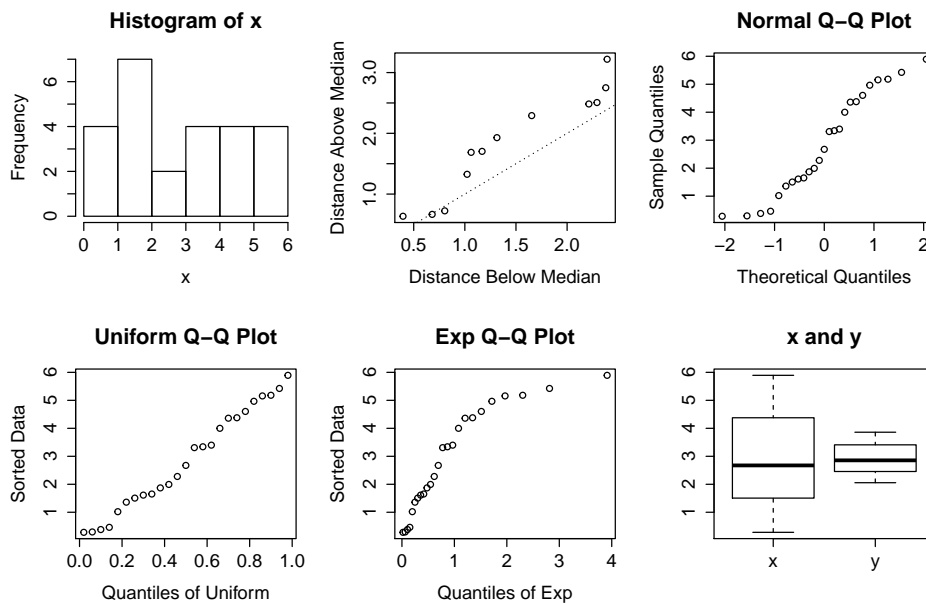 Histogram of x
Frequency
0 2 4 6
0 1 2 3 4 5 6
x
Distance Above Median
1.0 2.0 3.0
0.5 1.0 1.5 2.0
Distance Below Median
Normal Q−Q Plot
Sample Quantiles
1 2 3 4 5 6
−2 −1 0 1 2
Theoretical Quantiles
Uniform Q−Q Plot
Sorted Data
1 2 3 4 5 6
0.0 0.2 0.4 0.6 0.8 1.0
Quantiles of Uniform
Exp Q−Q Plot
Sorted Data
1 2 3 4 5 6
0 1 2 3 4
Quantiles of Exp
x and y
1 2 3 4 5 6
x y